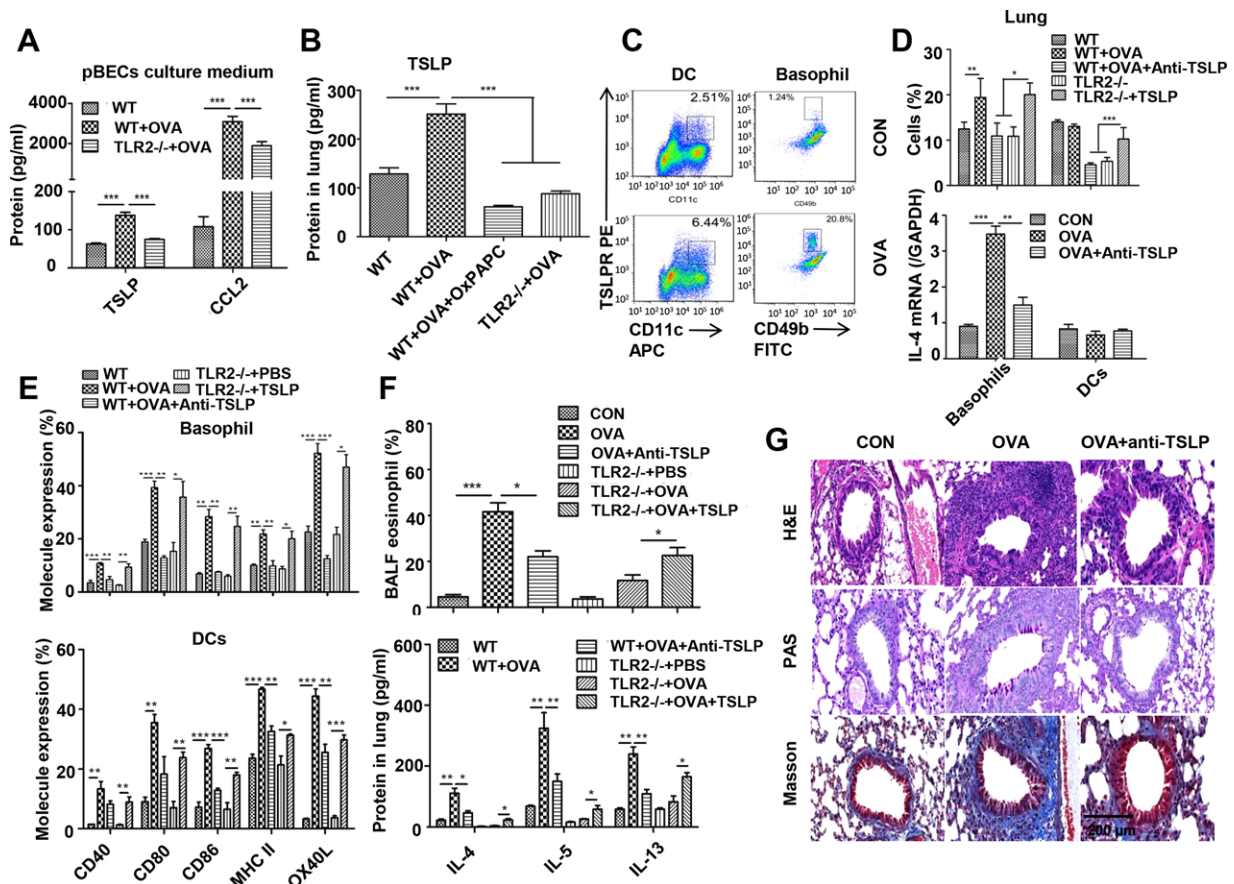 A
pBECs culture medium
WT
WT+OVA
TLR2-/-+OVA
Protein (pg/ml)
4000
2000
200
100
0
***
***
***
***
TSLP
CCL2
B
TSLP
Protein in lung (pg/ml)
300
200
100
0
***
***
WT
WT+OVA
WT+OVA+OxPAPC
TLR2-/-+OVA
C
DC
Basophil
2.51%
1.24%
6.44%
20.8%
TSLPR PE
CD11c
CD49b
CD11c
APC
CD49b
FITC
CON
OVA
D
Lung
WT
WT+OVA
WT+OVA+Anti-TSLP
TLR2-/-
TLR2-/-+TSLP
Cells (%)
30
20
10
0
**
*
***
CON
OVA
OVA+Anti-TSLP
IL-4 mRNA (/GAPDH)
4
3
2
1
0
***
**
Basophils
DCs
E
WT
WT+OVA
WT+OVA+Anti-TSLP
TLR2-/-+PBS
TLR2-/-+TSLP
Basophil
Molecule expression (%)
60
40
20
0
DCs
Molecule expression (%)
60
40
20
0
CD40
CD80
CD86
MHC II
OX40L
F
BALF eosinophil (%)
80
60
40
20
0
***
*
*
CON
OVA
OVA+Anti-TSLP
TLR2-/-+PBS
TLR2-/-+OVA
TLR2-/-+OVA+TSLP
Protein in lung (pg/ml)
600
400
200
0
WT
WT+OVA
WT+OVA+Anti-TSLP
TLR2-/-+PBS
TLR2-/-+OVA
TLR2-/-+OVA+TSLP
IL-4
IL-5
IL-13
G
CON
OVA
OVA+anti-TSLP
H&E
PAS
Masson
200 μm